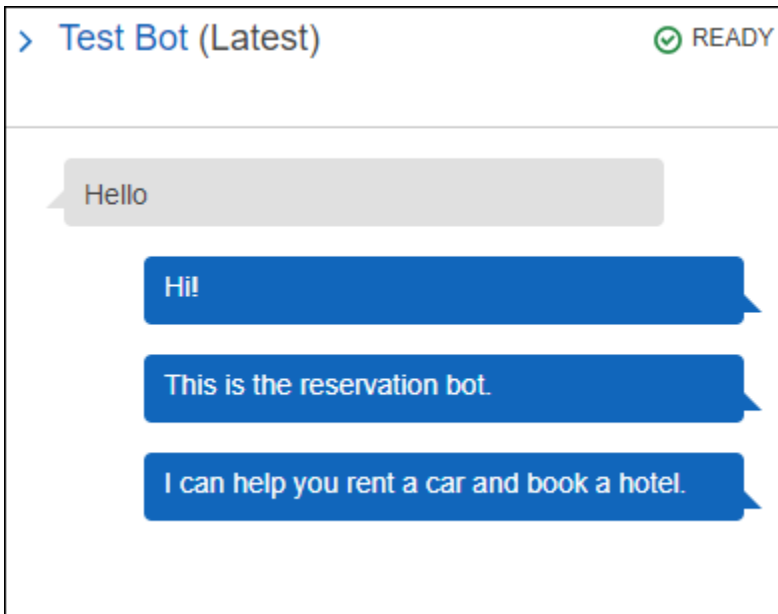 Test Bot (Latest) READY
Hello
Hi!
This is the reservation bot.
I can help you rent a car and book a hotel.